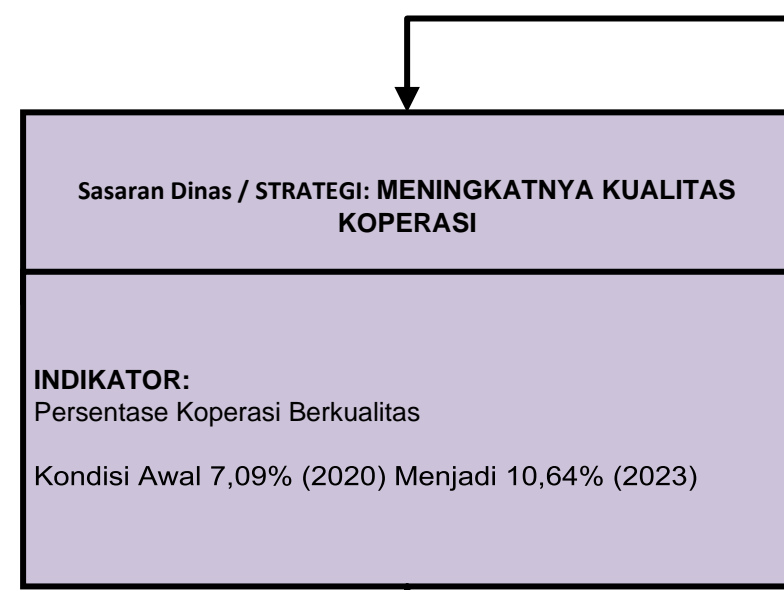 Sasaran Dinas / STRATEGI: MENINGKATNYA KUALITAS
KOPERASI
INDIKATOR:
Persentase Koperasi Berkualitas
Kondisi Awal 7,09% (2020) Menjadi 10,64% (2023)